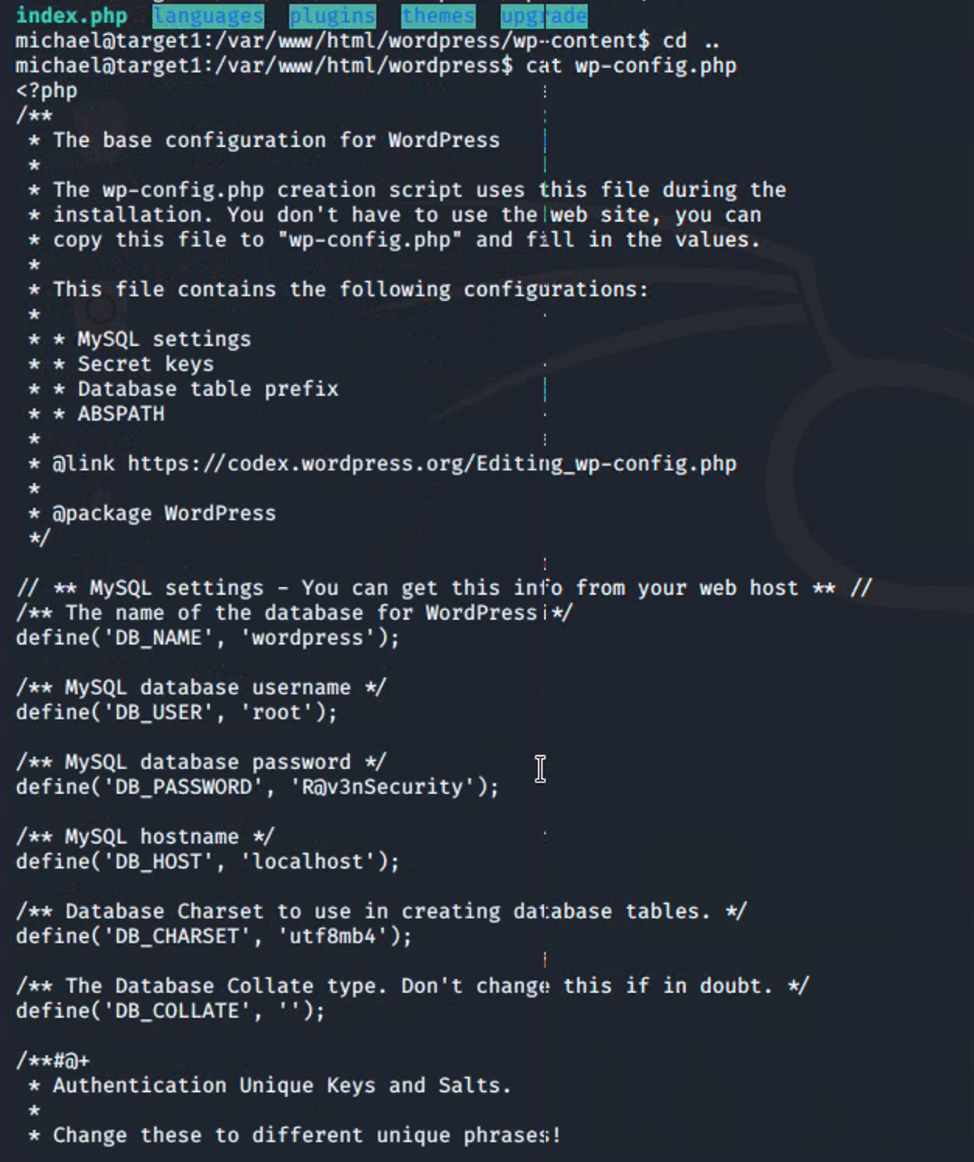 index.php  languages  plugins  themes  upgrade
michael@target1:/var/www/html/wordpress/wp-content$ cd ..
michael@target1:/var/www/html/wordpress$ cat wp-config.php
<?php
/**
 * The base configuration for WordPress
 *
 * The wp-config.php creation script uses this file during the
 * installation. You don't have to use the web site, you can
 * copy this file to "wp-config.php" and fill in the values.
 *
 * This file contains the following configurations:
 *
 * * MySQL settings
 * * Secret keys
 * * Database table prefix
 * * ABSPATH
 *
 * @link https://codex.wordpress.org/Editing_wp-config.php
 *
 * @package WordPress
 */

// ** MySQL settings - You can get this info from your web host ** //
/** The name of the database for WordPress */
define('DB_NAME', 'wordpress');

/** MySQL database username */
define('DB_USER', 'root');

/** MySQL database password */
define('DB_PASSWORD', 'R@v3nSecurity');

/** MySQL hostname */
define('DB_HOST', 'localhost');

/** Database Charset to use in creating database tables. */
define('DB_CHARSET', 'utf8mb4');

/** The Database Collate type. Don't change this if in doubt. */
define('DB_COLLATE', '');

/**#@+
 * Authentication Unique Keys and Salts.
 *
 * Change these to different unique phrases!